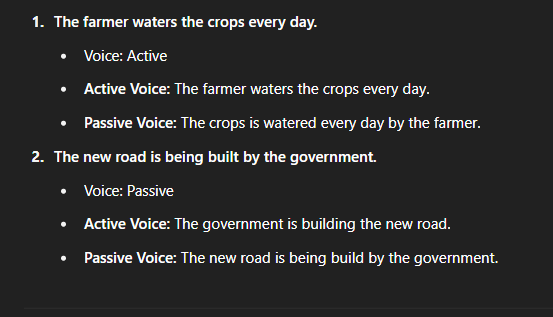 1. The farmer waters the crops every day.
• Voice: Active
• Active Voice: The farmer waters the crops every day.
• Passive Voice: The crops is watered every day by the farmer.
2. The new road is being built by the government.
• Voice: Passive
• Active Voice: The government is building the new road.
• Passive Voice: The new road is being build by the government.